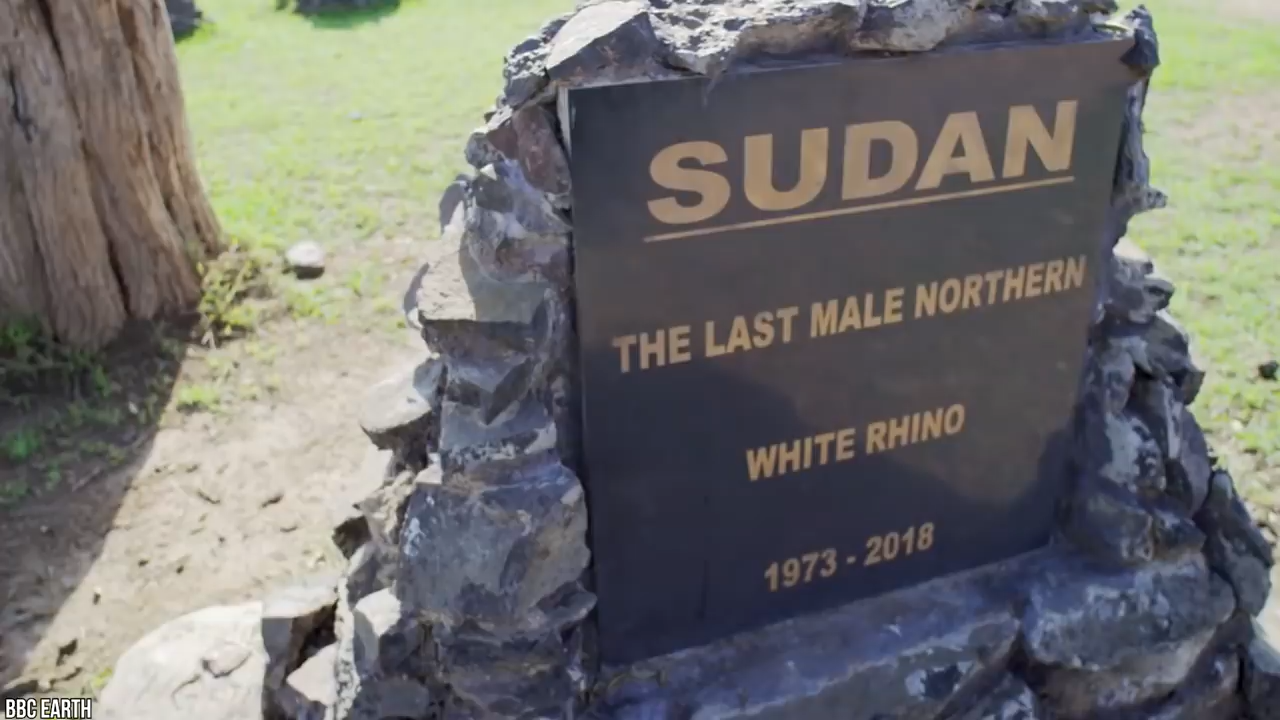 SUDAN
THE LAST MALE NORTHERN
WHITE RHINO
1973 - 2018
BBC EARTH